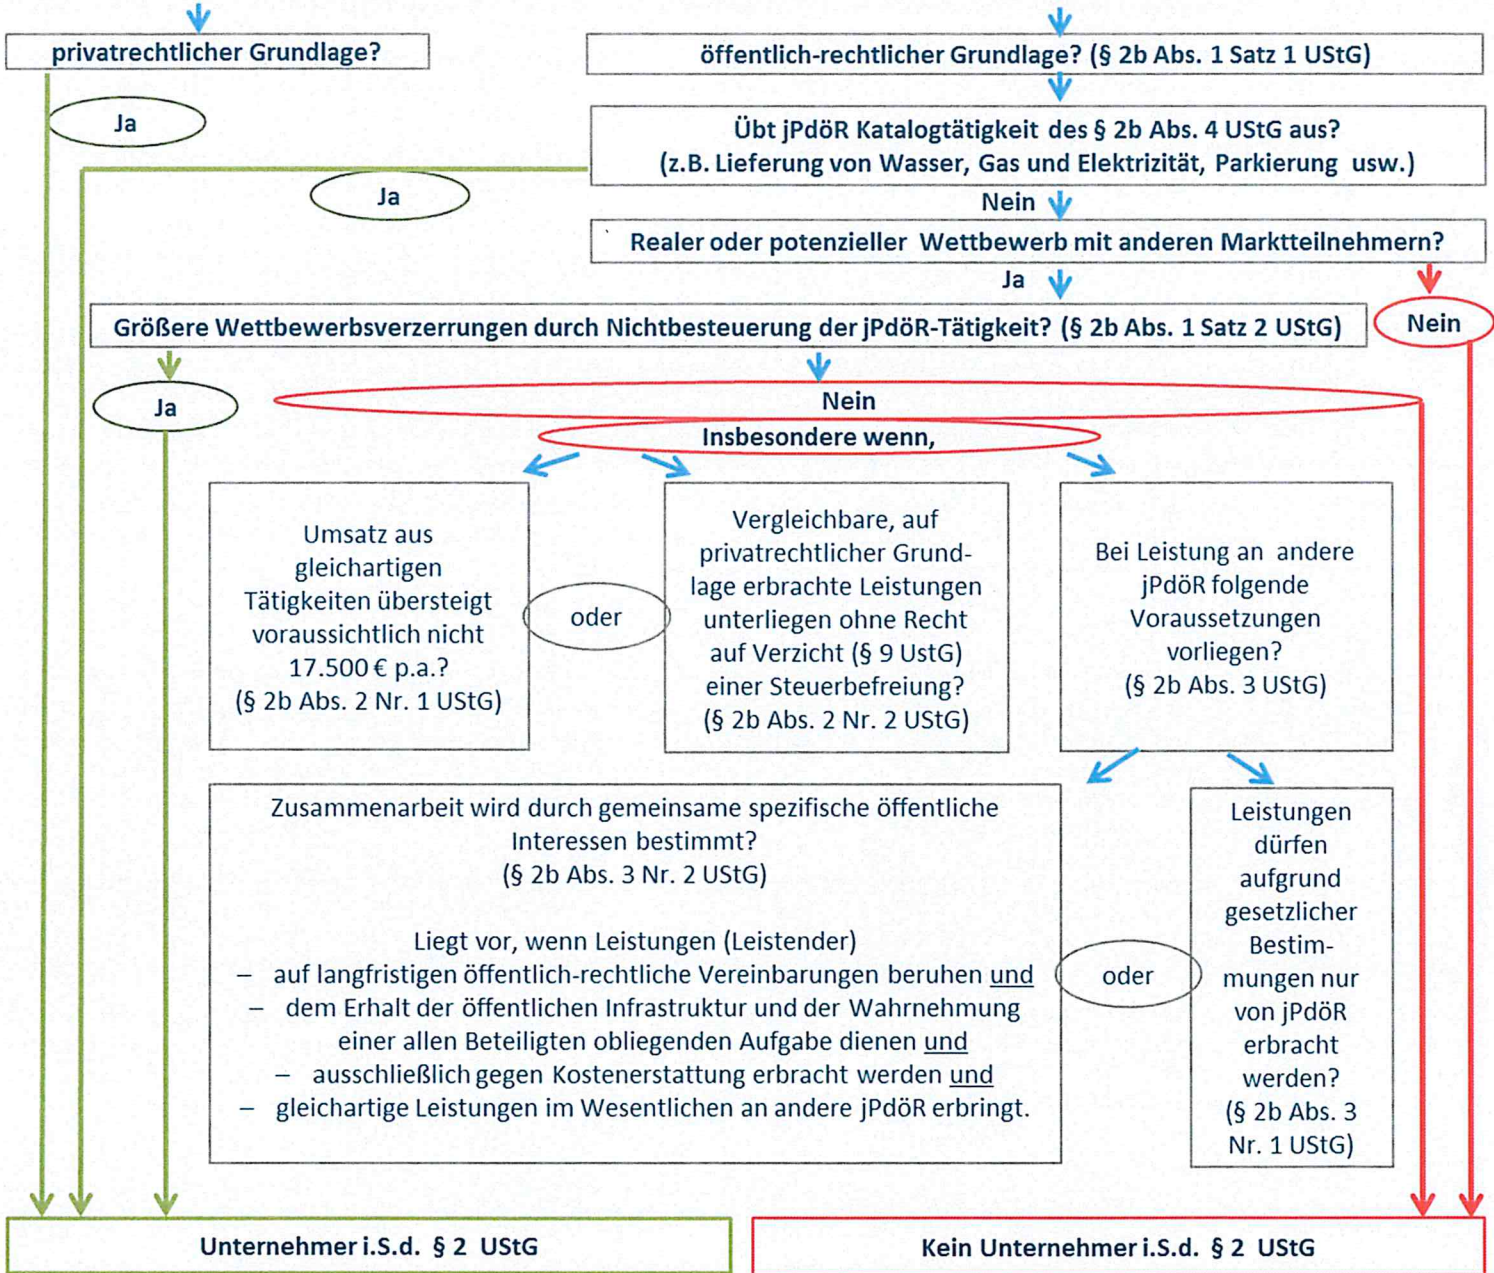 privatrechtlicher Grundlage?
öffentlich-rechtlicher Grundlage? (§ 2b Abs. 1 Satz 1 UStG)
Ja
Übt jPdöR Katalogtätigkeit des § 2b Abs. 4 UStG aus?
(z.B. Lieferung von Wasser, Gas und Elektrizität, Parkierung usw.)
Ja
Nein
Realer oder potenzieller Wettbewerb mit anderen Marktteilnehmern?
Ja
Größere Wettbewerbsverzerrungen durch Nichtbesteuerung der jPdöR-Tätigkeit? (§ 2b Abs. 1 Satz 2 UStG)
Nein
Ja
Nein
Insbesondere wenn,
Umsatz aus
gleichartigen
Tätigkeiten übersteigt
voraussichtlich nicht
17.500 € p.a.?
(§ 2b Abs. 2 Nr. 1 UStG)
oder
Vergleichbare, auf
privatrechtlicher Grund-
lage erbrachte Leistungen
unterliegen ohne Recht
auf Verzicht (§ 9 UStG)
einer Steuerbefreiung?
(§ 2b Abs. 2 Nr. 2 UStG)
Bei Leistung an andere
jPdöR folgende
Voraussetzungen
vorliegen?
(§ 2b Abs. 3 UStG)
Zusammenarbeit wird durch gemeinsame spezifische öffentliche
Interessen bestimmt?
(§ 2b Abs. 3 Nr. 2 UStG)
Liegt vor, wenn Leistungen (Leistender)
– auf langfristigen öffentlich-rechtliche Vereinbarungen beruhen und
– dem Erhalt der öffentlichen Infrastruktur und der Wahrnehmung
einer allen Beteiligten obliegenden Aufgabe dienen und
– ausschließlich gegen Kostenerstattung erbracht werden und
– gleichartige Leistungen im Wesentlichen an andere jPdöR erbringt.
oder
Leistungen
dürfen
aufgrund
gesetzlicher
Bestim-
mungen nur
von jPdöR
erbracht
werden?
(§ 2b Abs. 3
Nr. 1 UStG)
Unternehmer i.S.d. § 2 UStG
Kein Unternehmer i.S.d. § 2 UStG